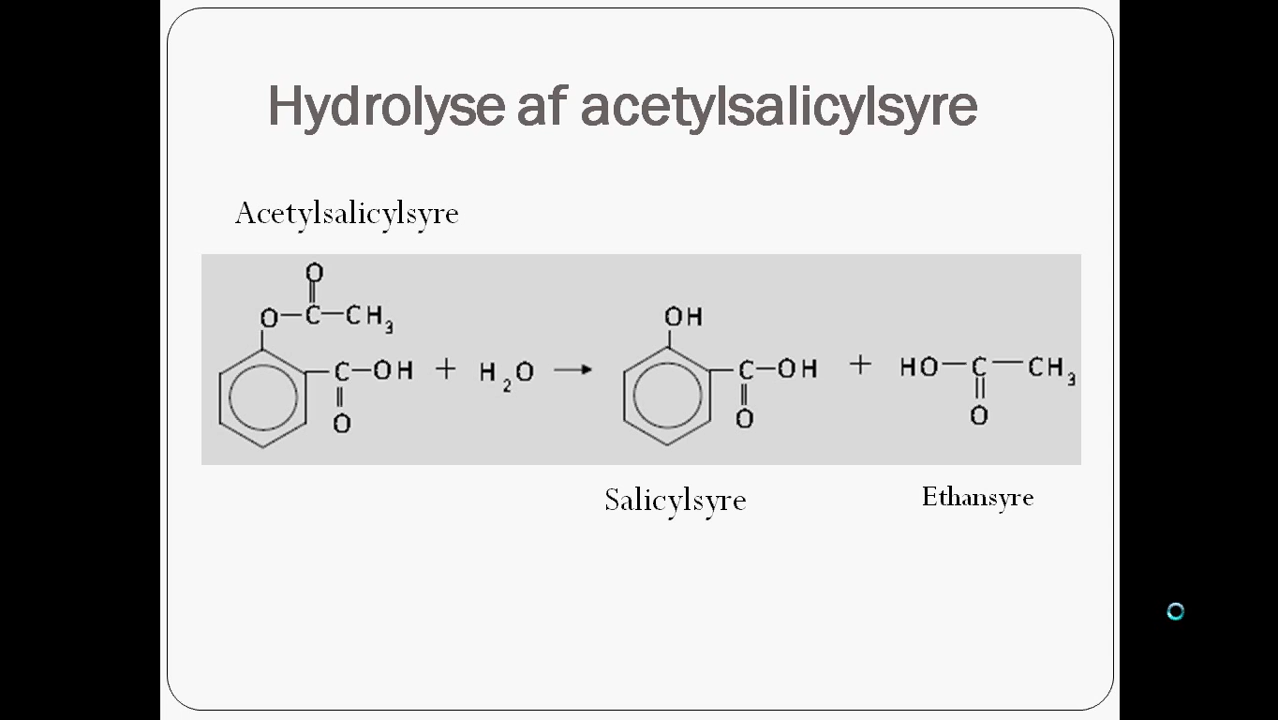 Hydrolyse af acetylsalicylsyre
Acetylsalicylsyre
O
O—C—CH₃
C—OH + H₂O → 
O
OH
C—OH + HO—C—CH₃
O
O
Salicylsyre
Ethansyre